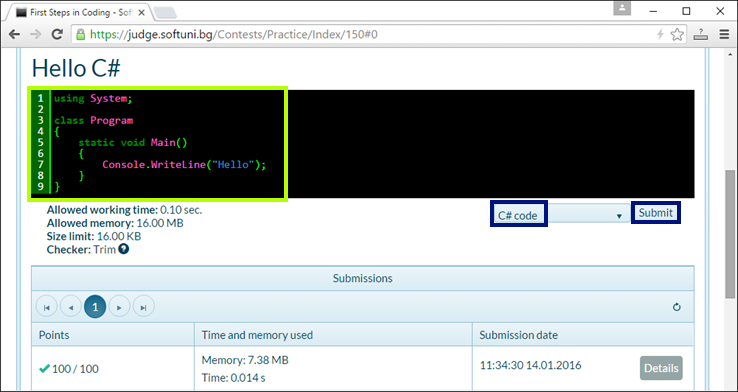 First Steps in Coding - Soft
https://judge.softuni.bg/Contests/Practice/Index/150#0
Hello C#
1 using System;
2
3 class Program
4 {
5 static void Main()
6 {
7 Console.WriteLine("Hello");
8 }
9 }
Allowed working time: 0.10 sec.
Allowed memory: 16.00 MB
Size limit: 16.00 KB
Checker: Trim ?
C# code
Submit
Submissions
1
Points Time and memory used Submission date
100 / 100 Memory: 7.38 MB 11:34:30 14.01.2016 Details
Time: 0.014 s